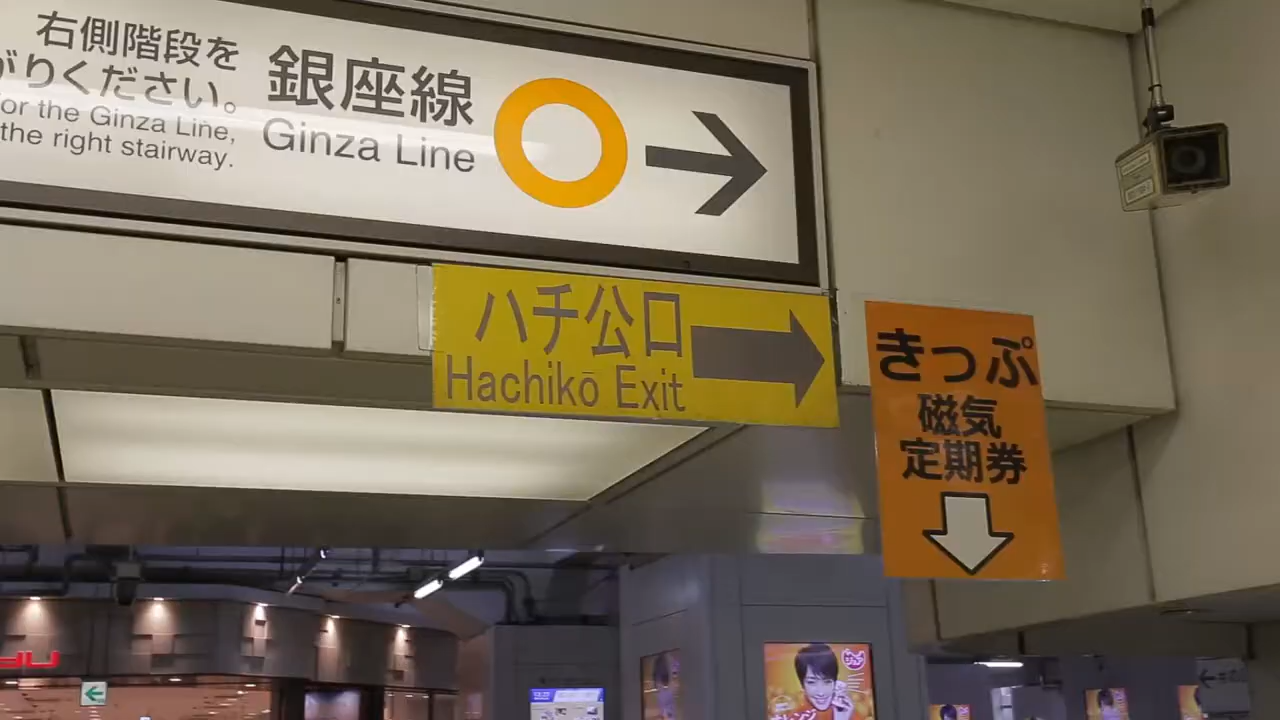 右側階段を
がりください。
or the Ginza Line,
the right stairway.
銀座線
Ginza Line
ハチ公口
Hachikō Exit
きっぷ
磁気
定期券